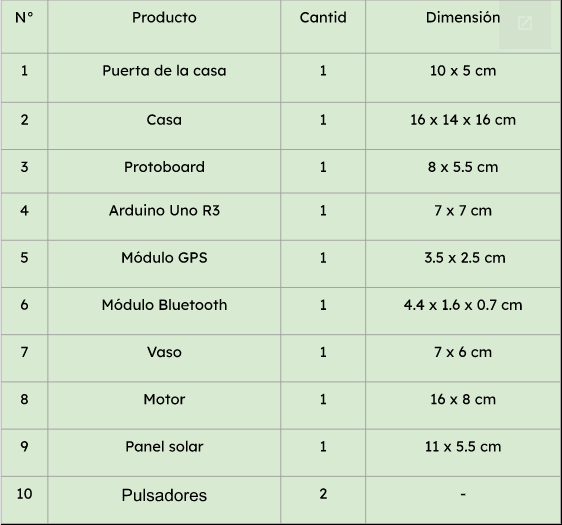 N° Producto Cantid Dimensión
1 Puerta de la casa 1 10 x 5 cm
2 Casa 1 16 x 14 x 16 cm
3 Protoboard 1 8 x 5.5 cm
4 Arduino Uno R3 1 7 x 7 cm
5 Módulo GPS 1 3.5 x 2.5 cm
6 Módulo Bluetooth 1 4.4 x 1.6 x 0.7 cm
7 Vaso 1 7 x 6 cm
8 Motor 1 16 x 8 cm
9 Panel solar 1 11 x 5.5 cm
10 Pulsadores 2 -